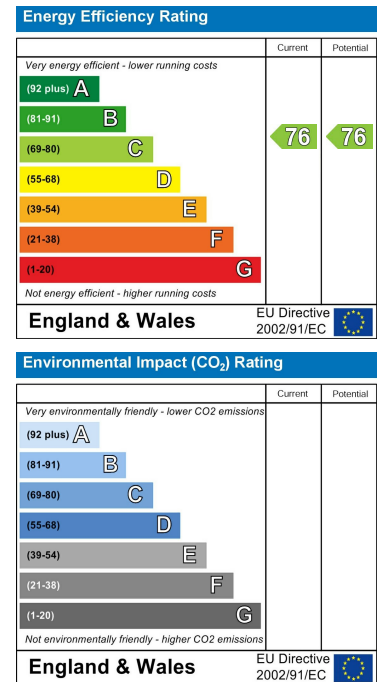 Energy Efficiency Rating
Current Potential
Very energy efficient - lower running costs
(92 plus) A
(81-91) B
(69-80) C
76 76
(55-68) D
(39-54) E
(21-38) F
(1-20) G
Not energy efficient - higher running costs
England & Wales
EU Directive
2002/91/EC
Environmental Impact (CO₂) Rating
Current Potential
Very environmentally friendly - lower CO2 emissions
(92 plus) A
(81-91) B
(69-80) C
(55-68) D
(39-54) E
(21-38) F
(1-20) G
Not environmentally friendly - higher CO2 emissions
England & Wales
EU Directive
2002/91/EC